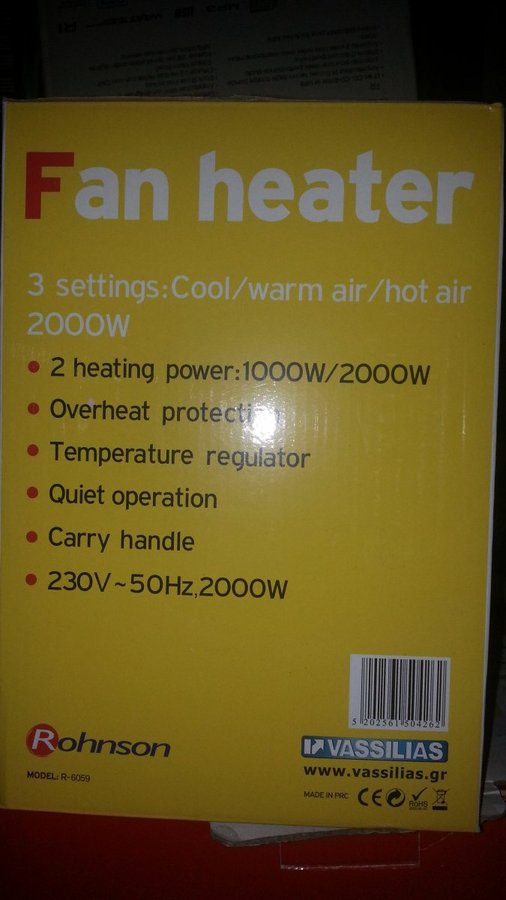 Fan heater
3 settings:Cool/warm air/hot air
2000W
2 heating power:1000W/2000W
Overheat protection
Temperature regulator
Quiet operation
Carry handle
230V~50Hz,2000W
5 202561 504262
Rohnson
VASSILIAS
www.vassilias.gr
MODEL: R-6059
MADE IN PRC CE RoHS